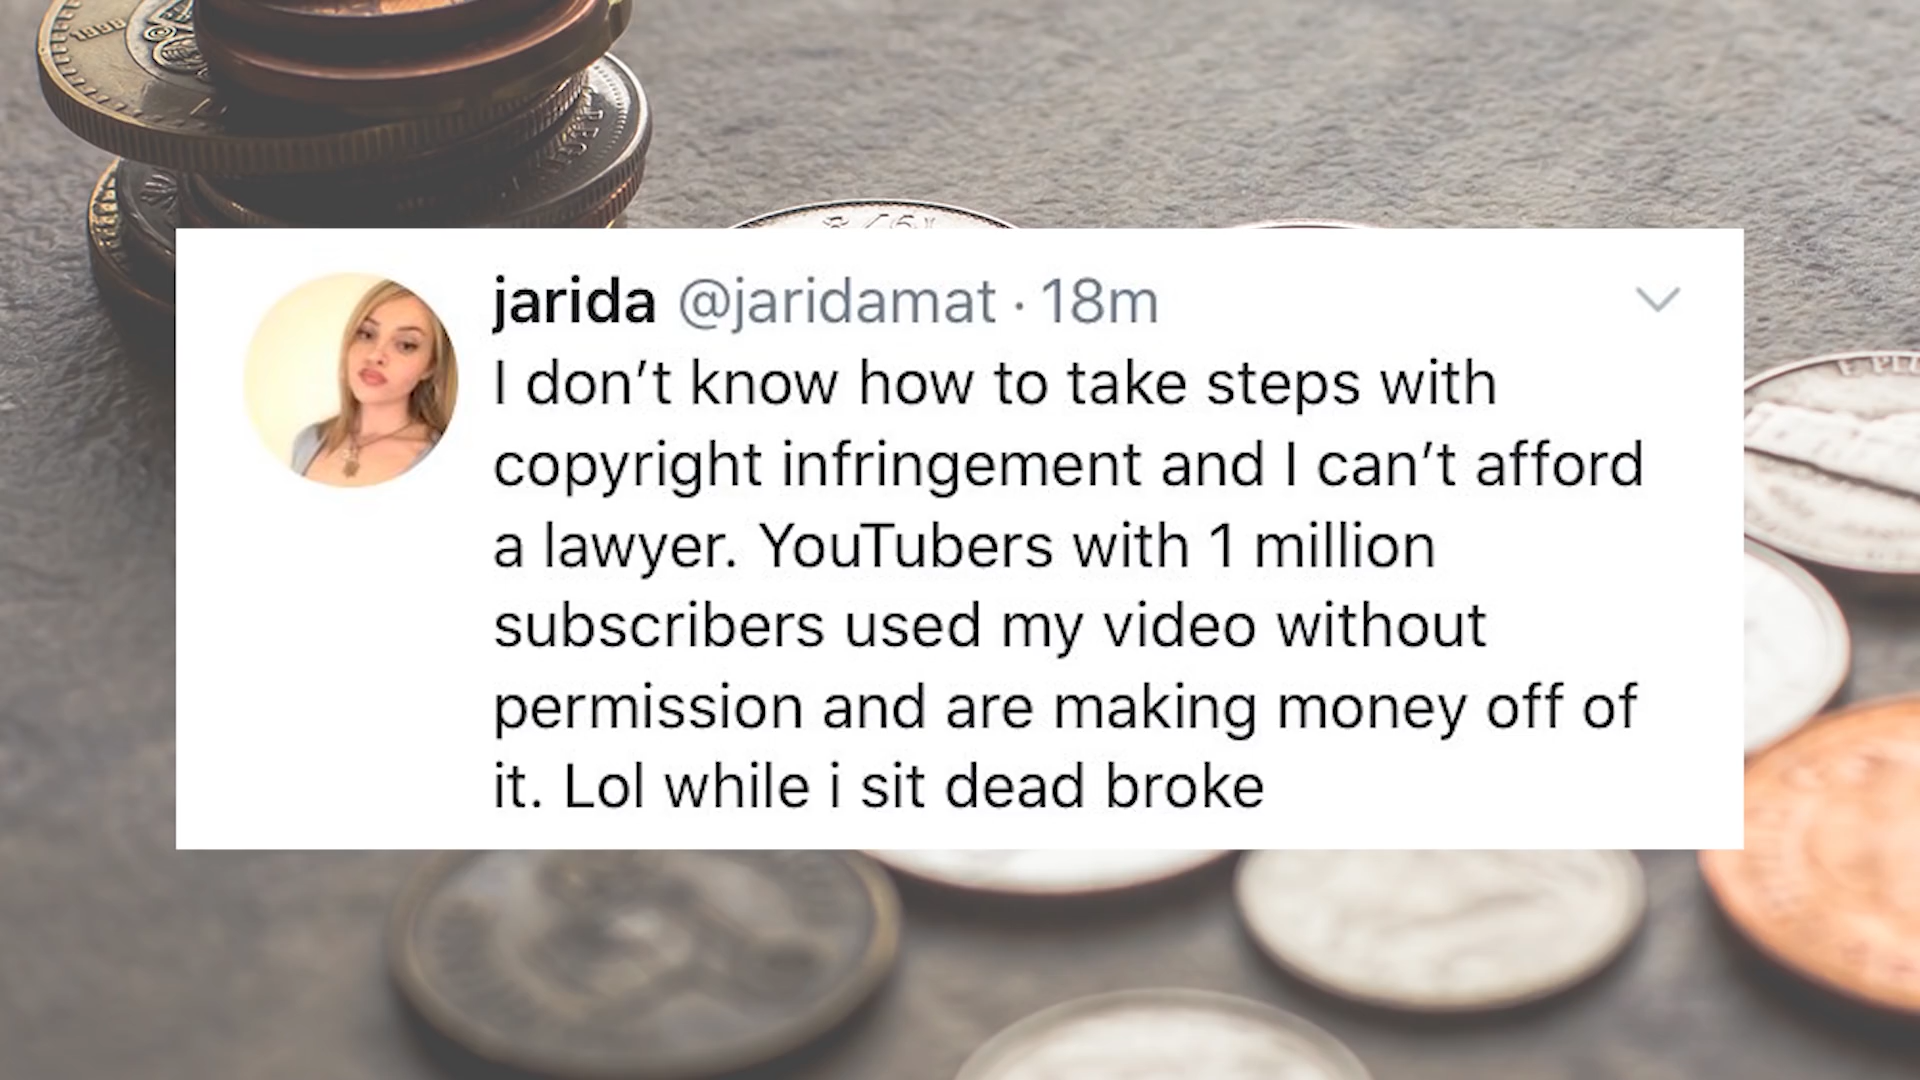 jarida @jaridamat · 18m
I don’t know how to take steps with
copyright infringement and I can’t afford
a lawyer. YouTubers with 1 million
subscribers used my video without
permission and are making money off of
it. Lol while i sit dead broke